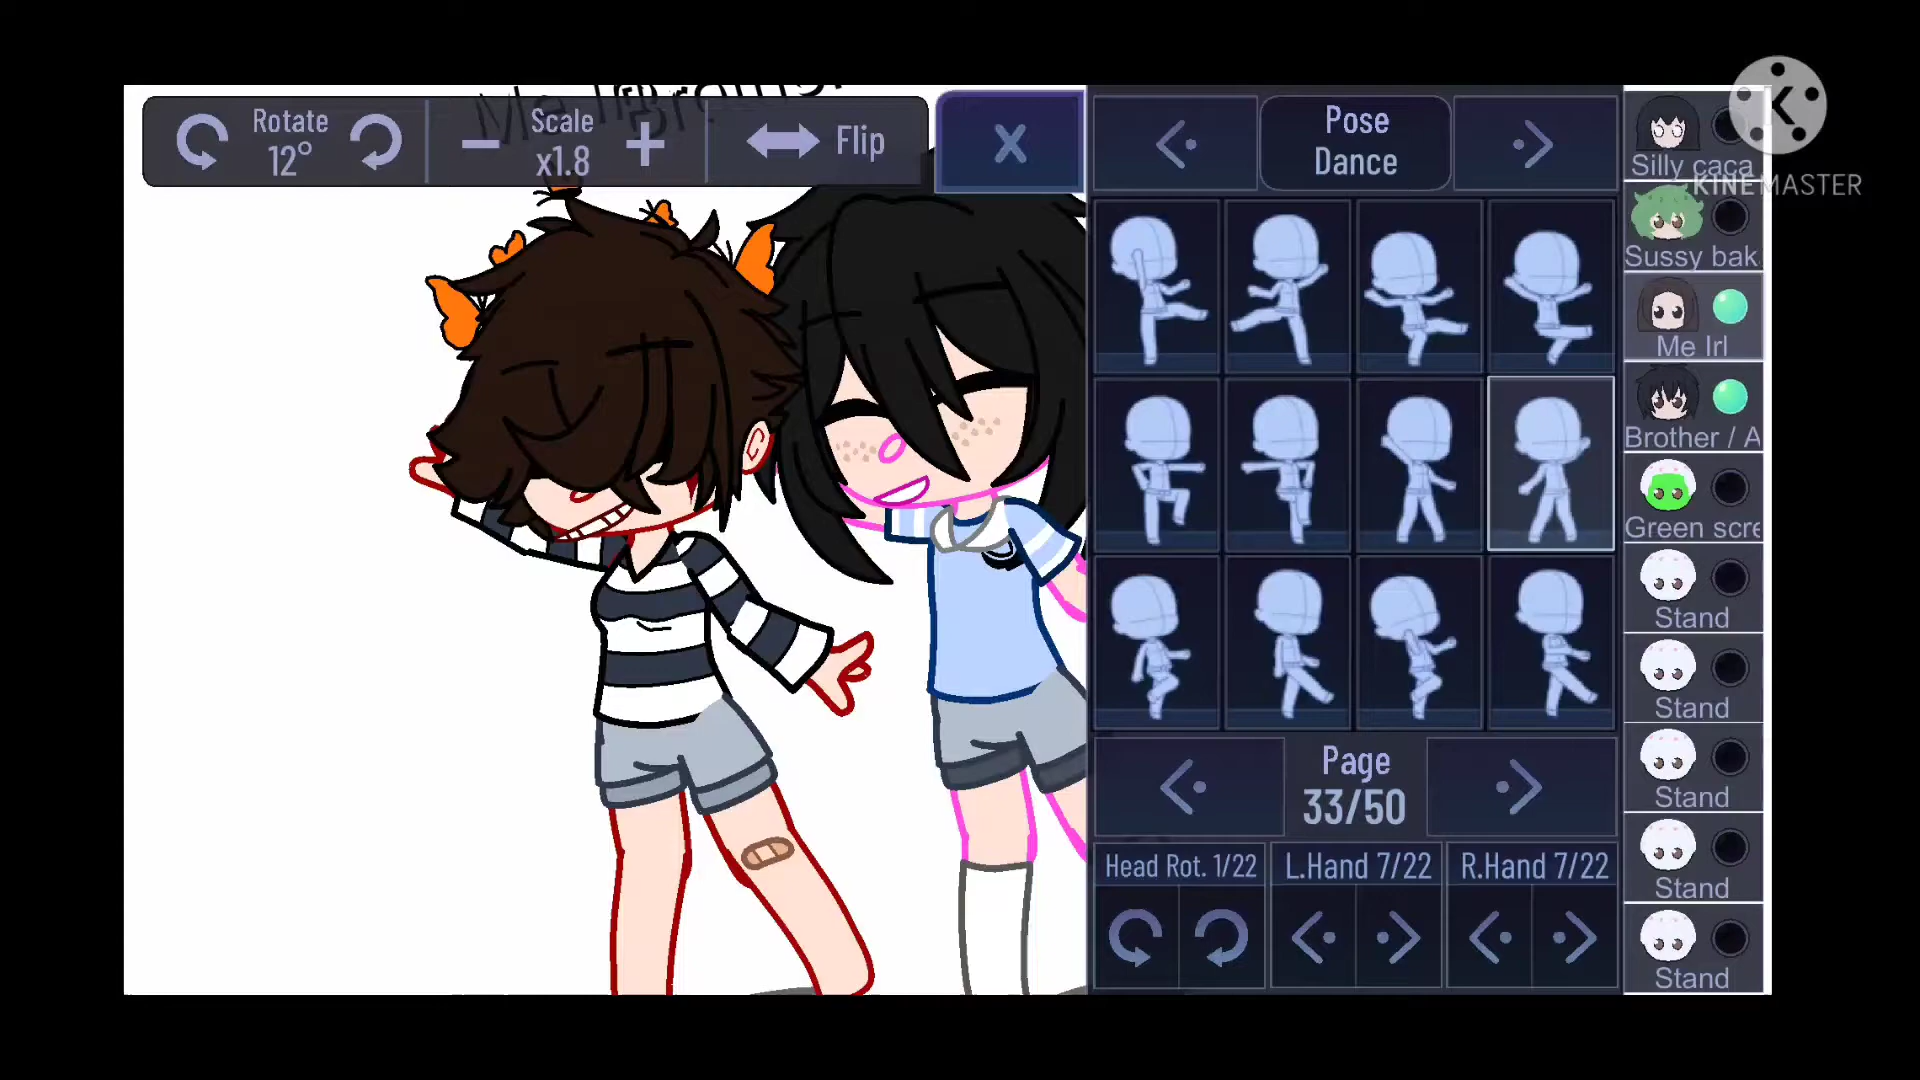 Rotate
12°
Scale
x1.8
Flip
X
Pose
Dance
Page
33/50
Head Rot. 1/22
L.Hand 7/22
R.Hand 7/22
Silly caca
Sussy bak
Me Irl
Brother / A
Green scre
Stand
Stand
Stand
Stand
Stand
K
KINEMASTER